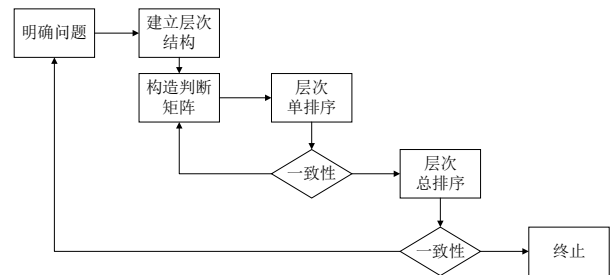 明确问题
建立层次
结构
构造判断
矩阵
层次
单排序
一致性
层次
总排序
一致性
终止